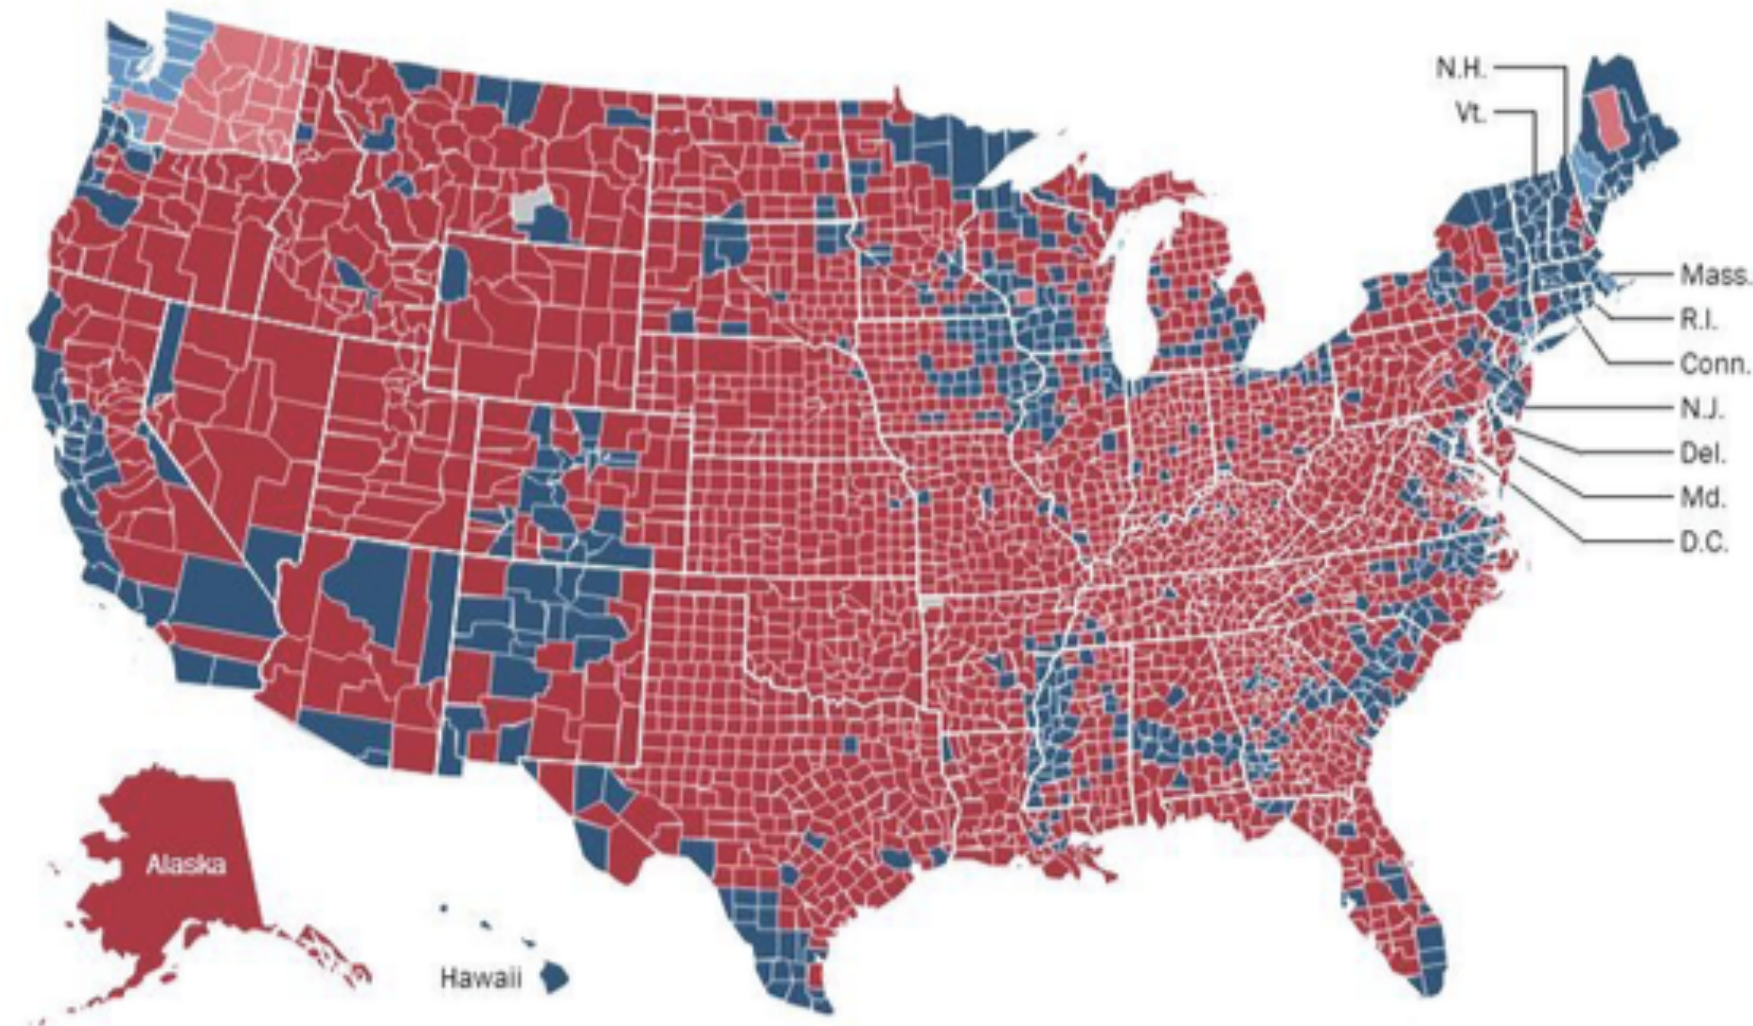 N.H.
Vt.
Mass.
R.I.
Conn.
N.J.
Del.
Md.
D.C.
Alaska
Hawaii